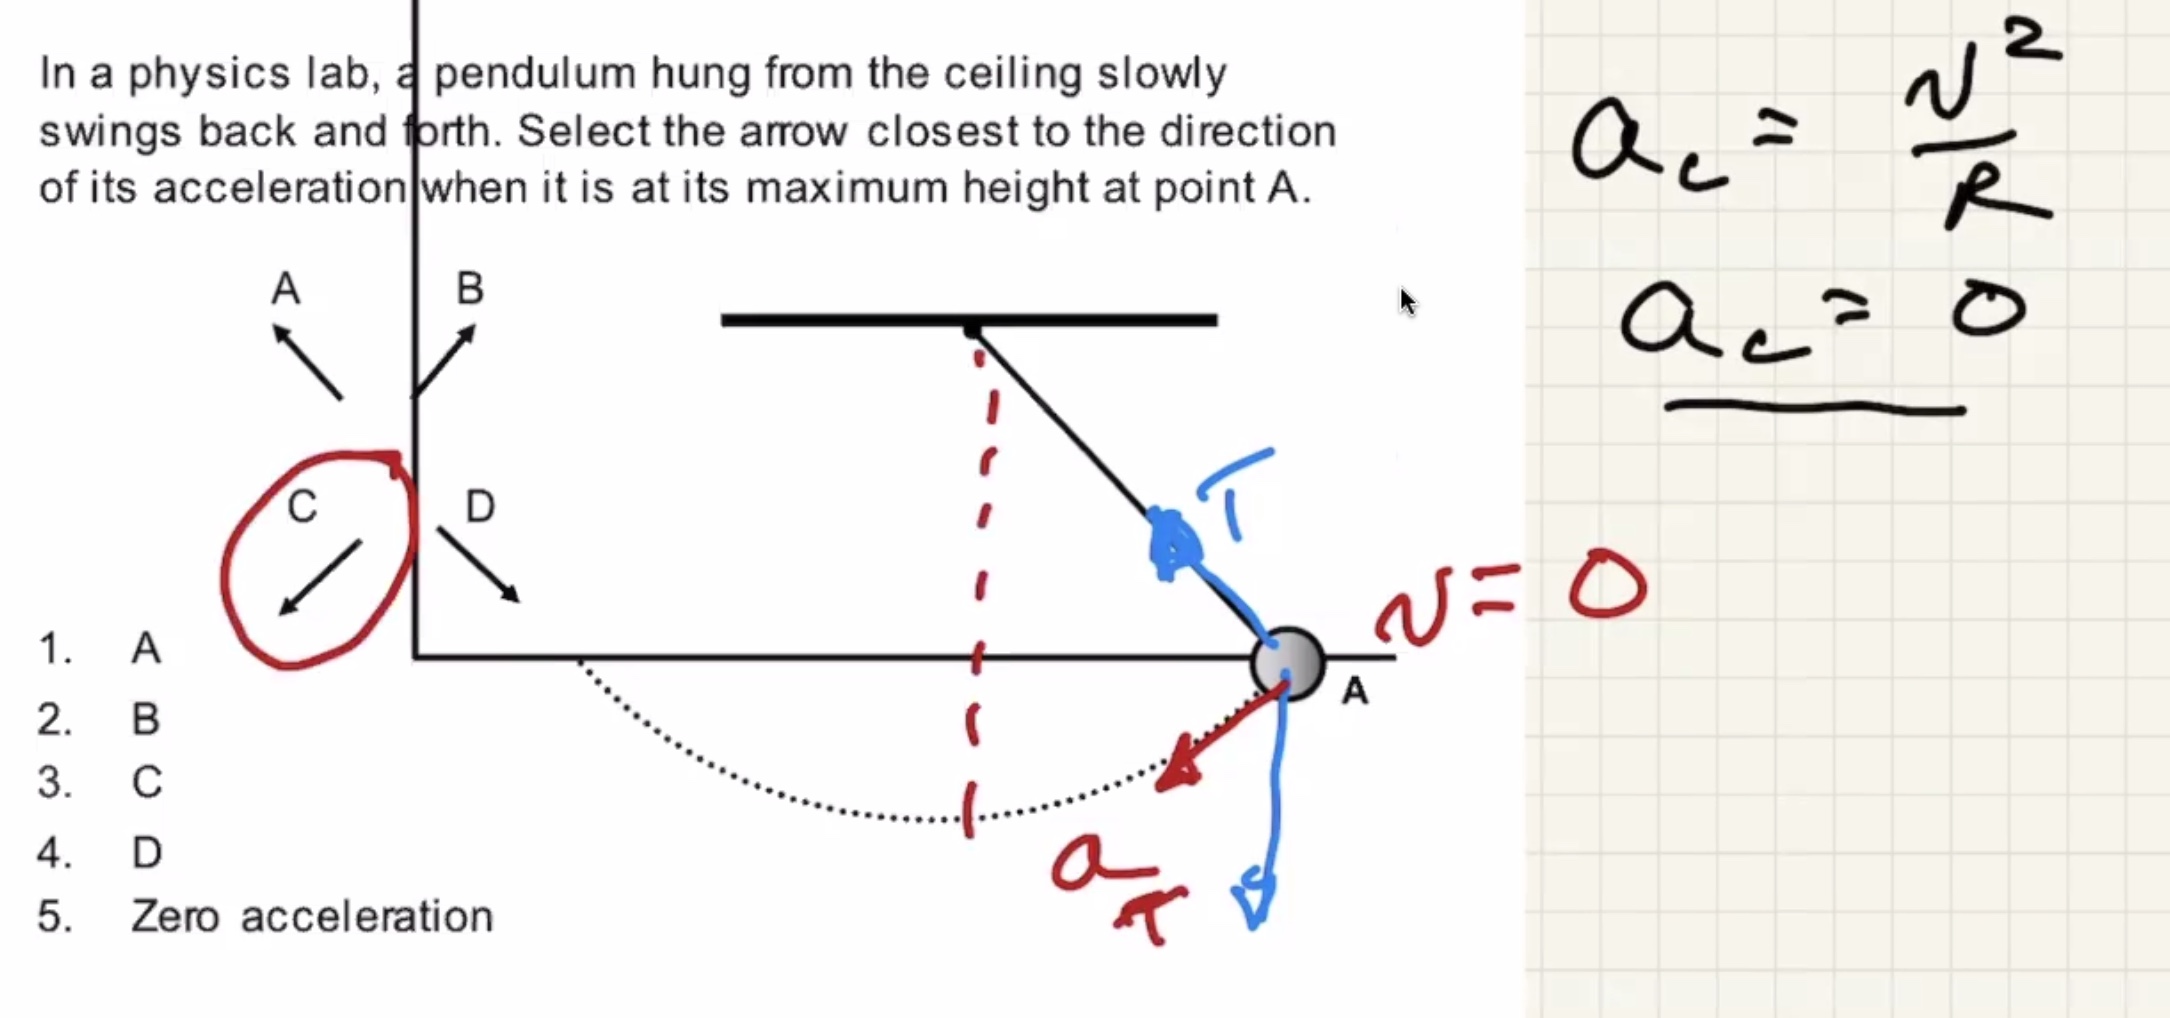 In a physics lab, a pendulum hung from the ceiling slowly
swings back and forth. Select the arrow closest to the direction
of its acceleration when it is at its maximum height at point A.
A B
C D
1. A
2. B
3. C
4. D
5. Zero acceleration
T
A
v = 0
a_T
a_c = v²/R
a_c = 0